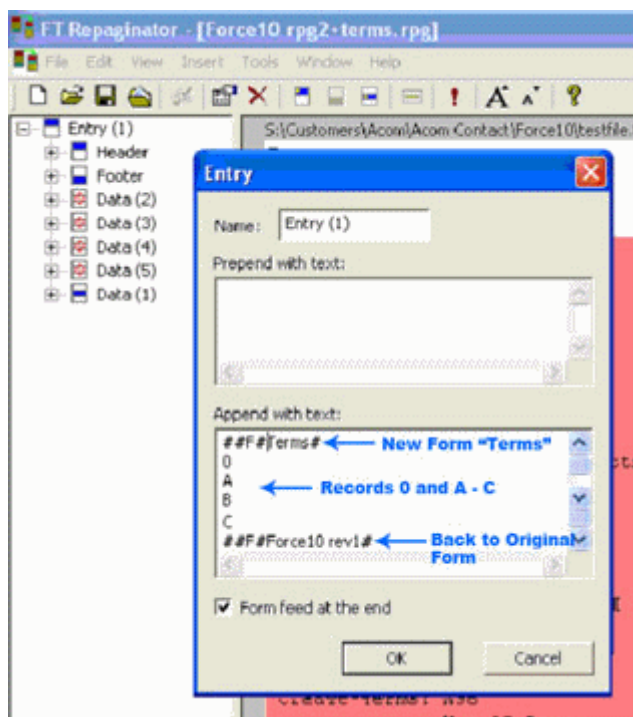 FT Repaginator - [Force10 rpg2+terms.rpg]
File Edit View Insert Tools Window Help
Entry (1)
Header
Footer
Data (2)
Data (3)
Data (4)
Data (5)
Data (1)
S:\Customers\Acom\Acom Contact\Force10\testfile.
Entry
Name: Entry (1)
Prepend with text:
Append with text:
##F#Terms# New Form “Terms”
0
A
Records 0 and A - C
B
C
##F#Force10 rev1# Back to Original Form
Form feed at the end
OK Cancel